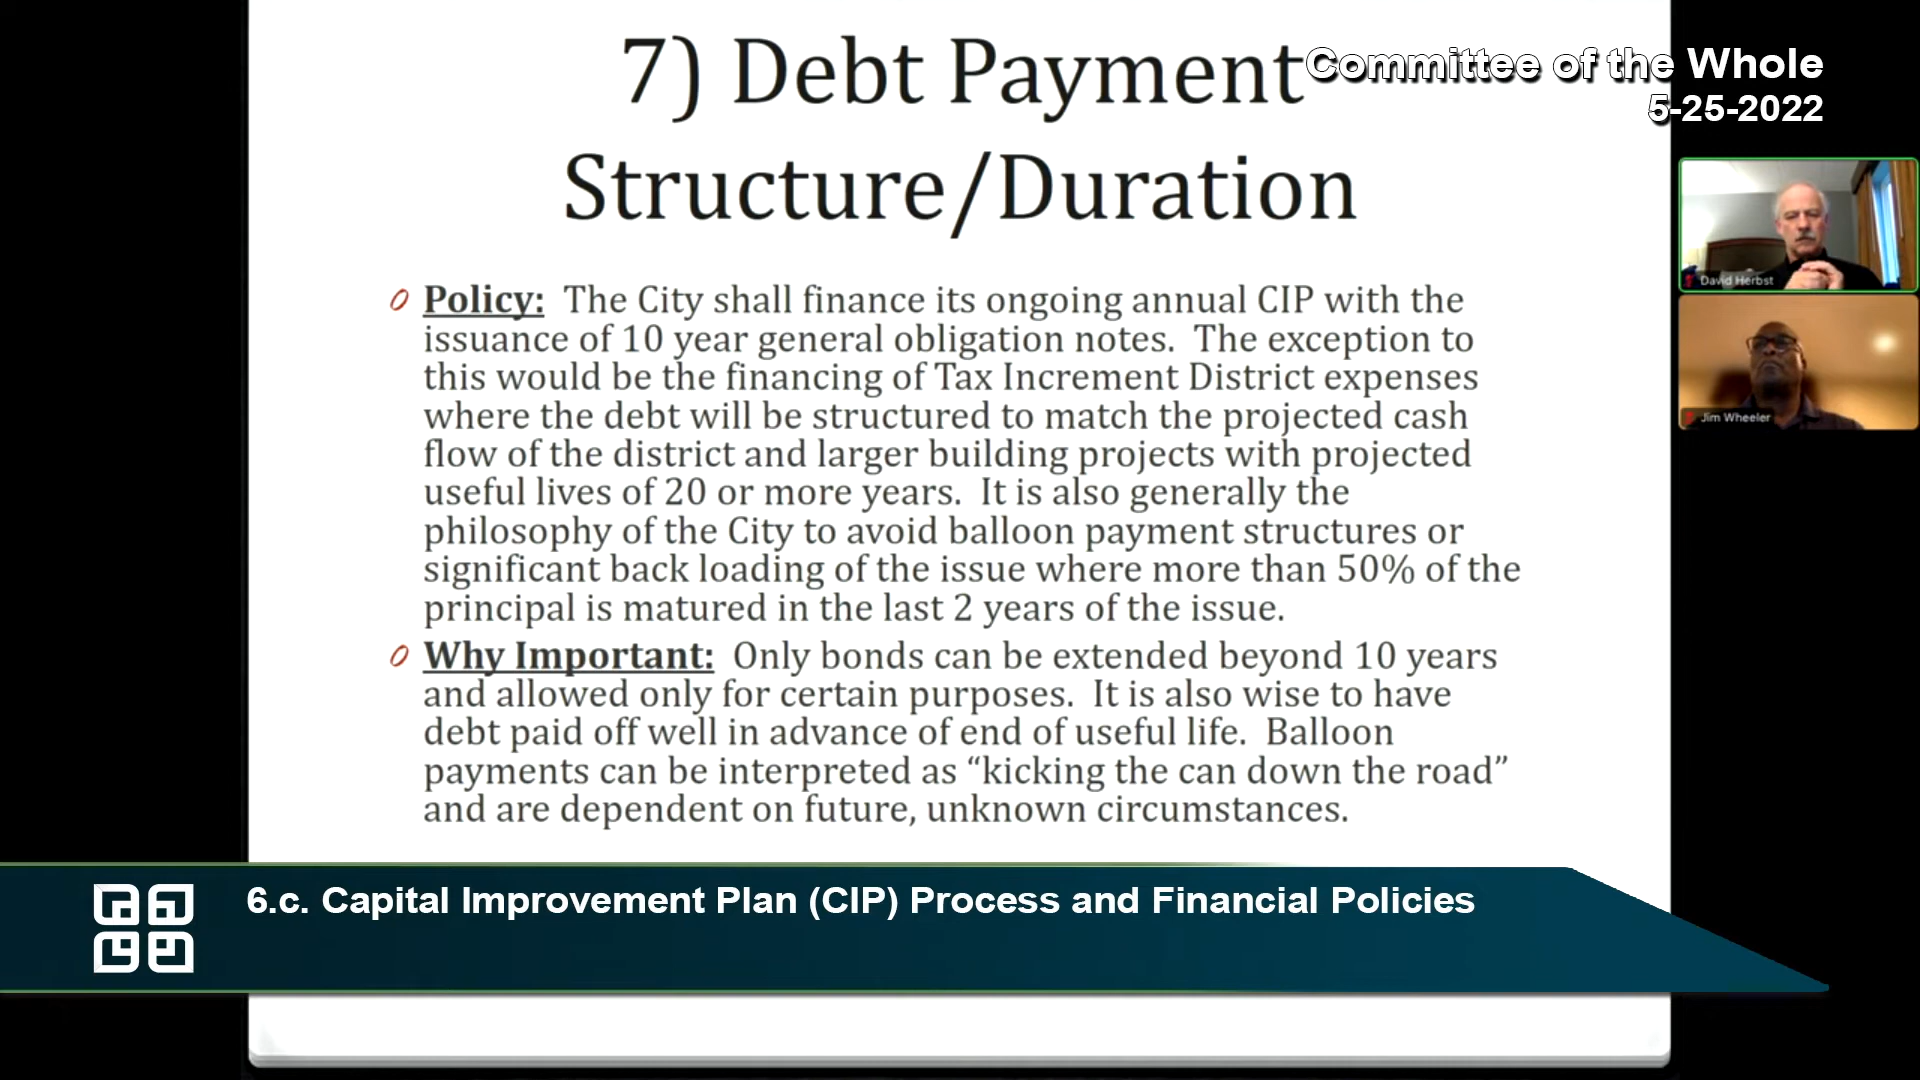 7) Debt Payment
Structure/Duration
Committee of the Whole
5-25-2022
David Herbst
Jim Wheeler
Policy: The City shall finance its ongoing annual CIP with the
issuance of 10 year general obligation notes. The exception to
this would be the financing of Tax Increment District expenses
where the debt will be structured to match the projected cash
flow of the district and larger building projects with projected
useful lives of 20 or more years. It is also generally the
philosophy of the City to avoid balloon payment structures or
significant back loading of the issue where more than 50% of the
principal is matured in the last 2 years of the issue.
Why Important: Only bonds can be extended beyond 10 years
and allowed only for certain purposes. It is also wise to have
debt paid off well in advance of end of useful life. Balloon
payments can be interpreted as “kicking the can down the road”
and are dependent on future, unknown circumstances.
6.c. Capital Improvement Plan (CIP) Process and Financial Policies